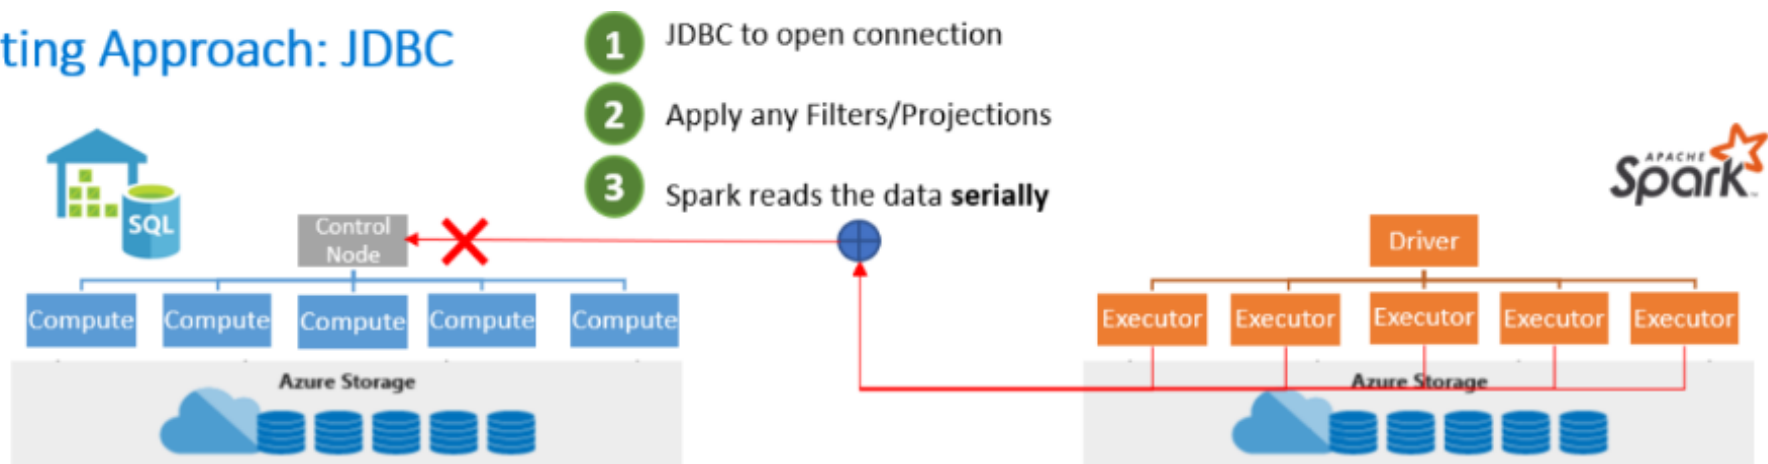 ting Approach: JDBC
1 JDBC to open connection
2 Apply any Filters/Projections
3 Spark reads the data serially
SQL
APACHE
Spark
TM
Control
Node
Driver
Compute Compute Compute Compute Compute
Executor Executor Executor Executor Executor
Azure Storage
Azure Storage